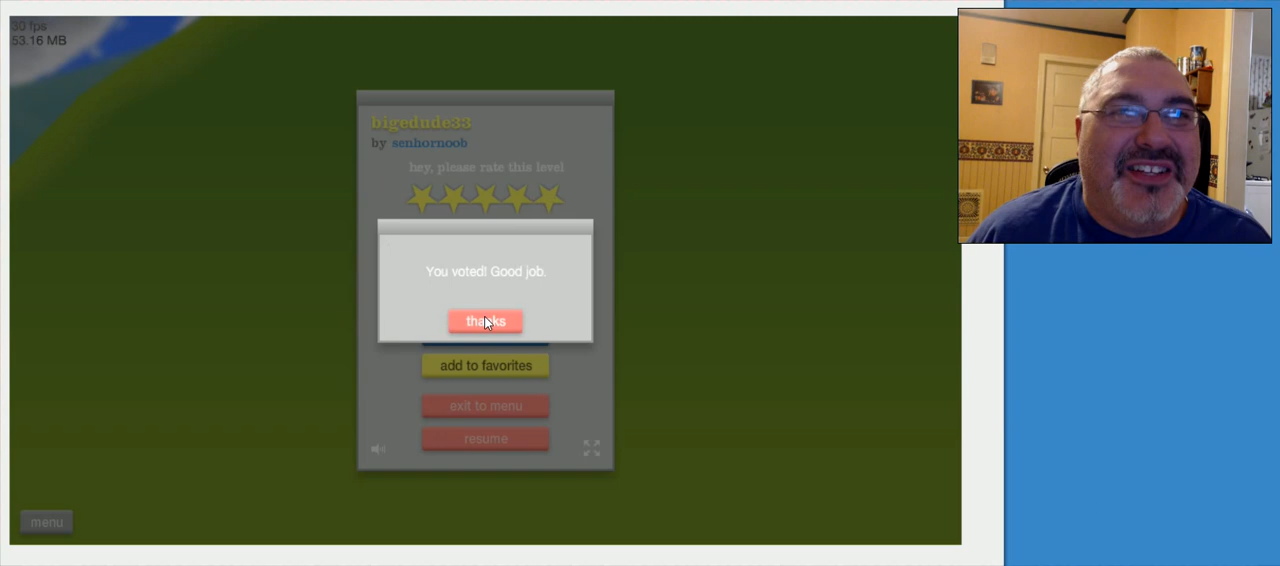 30 fps
53.16 MB
bigedude33
by senhornoob
hey, please rate this level
You voted! Good job.
thanks
add to favorites
exit to menu
resume
menu